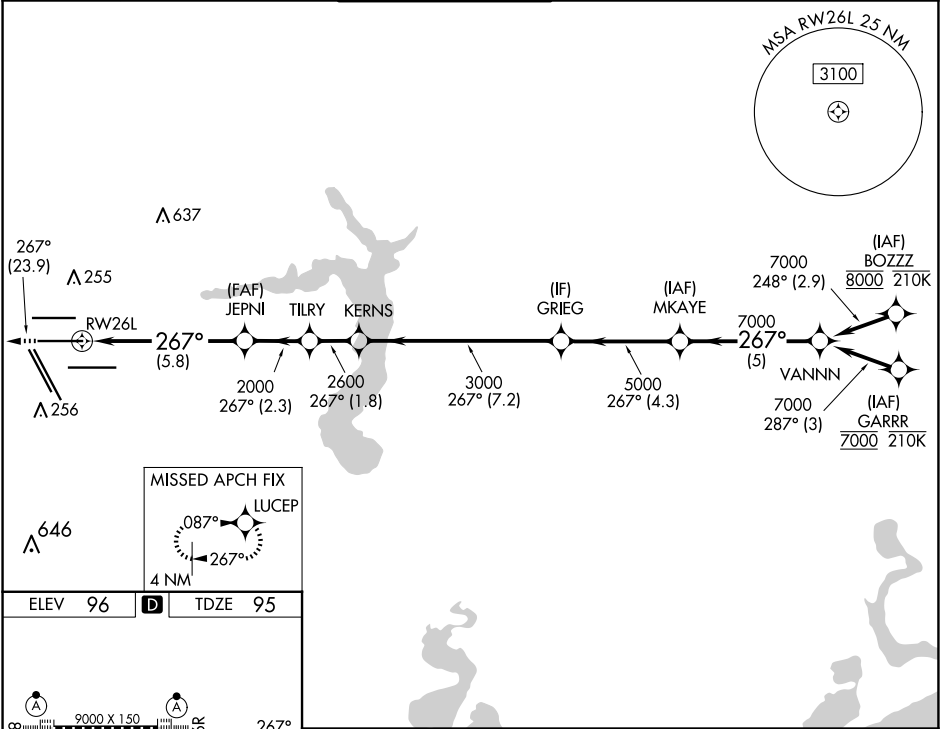 MSA RW26L 25 NM
3100
637
267°
(23.9)
255
RW26L
267°
(5.8)
256
(FAF)
JEPNI
TILRY
KERNS
2000
267° (2.3)
2600
267° (1.8)
3000
267° (7.2)
(IF)
GRIEG
5000
267° (4.3)
(IAF)
MKAYE
7000
267°
(5)
VANNN
7000
248° (2.9)
(IAF)
BOZZZ
8000 210K
7000
287° (3)
(IAF)
GARRR
7000 210K
646
MISSED APCH FIX
LUCEP
087°
267°
4 NM
ELEV 96 D TDZE 95
A
A
9000 X 150
267°